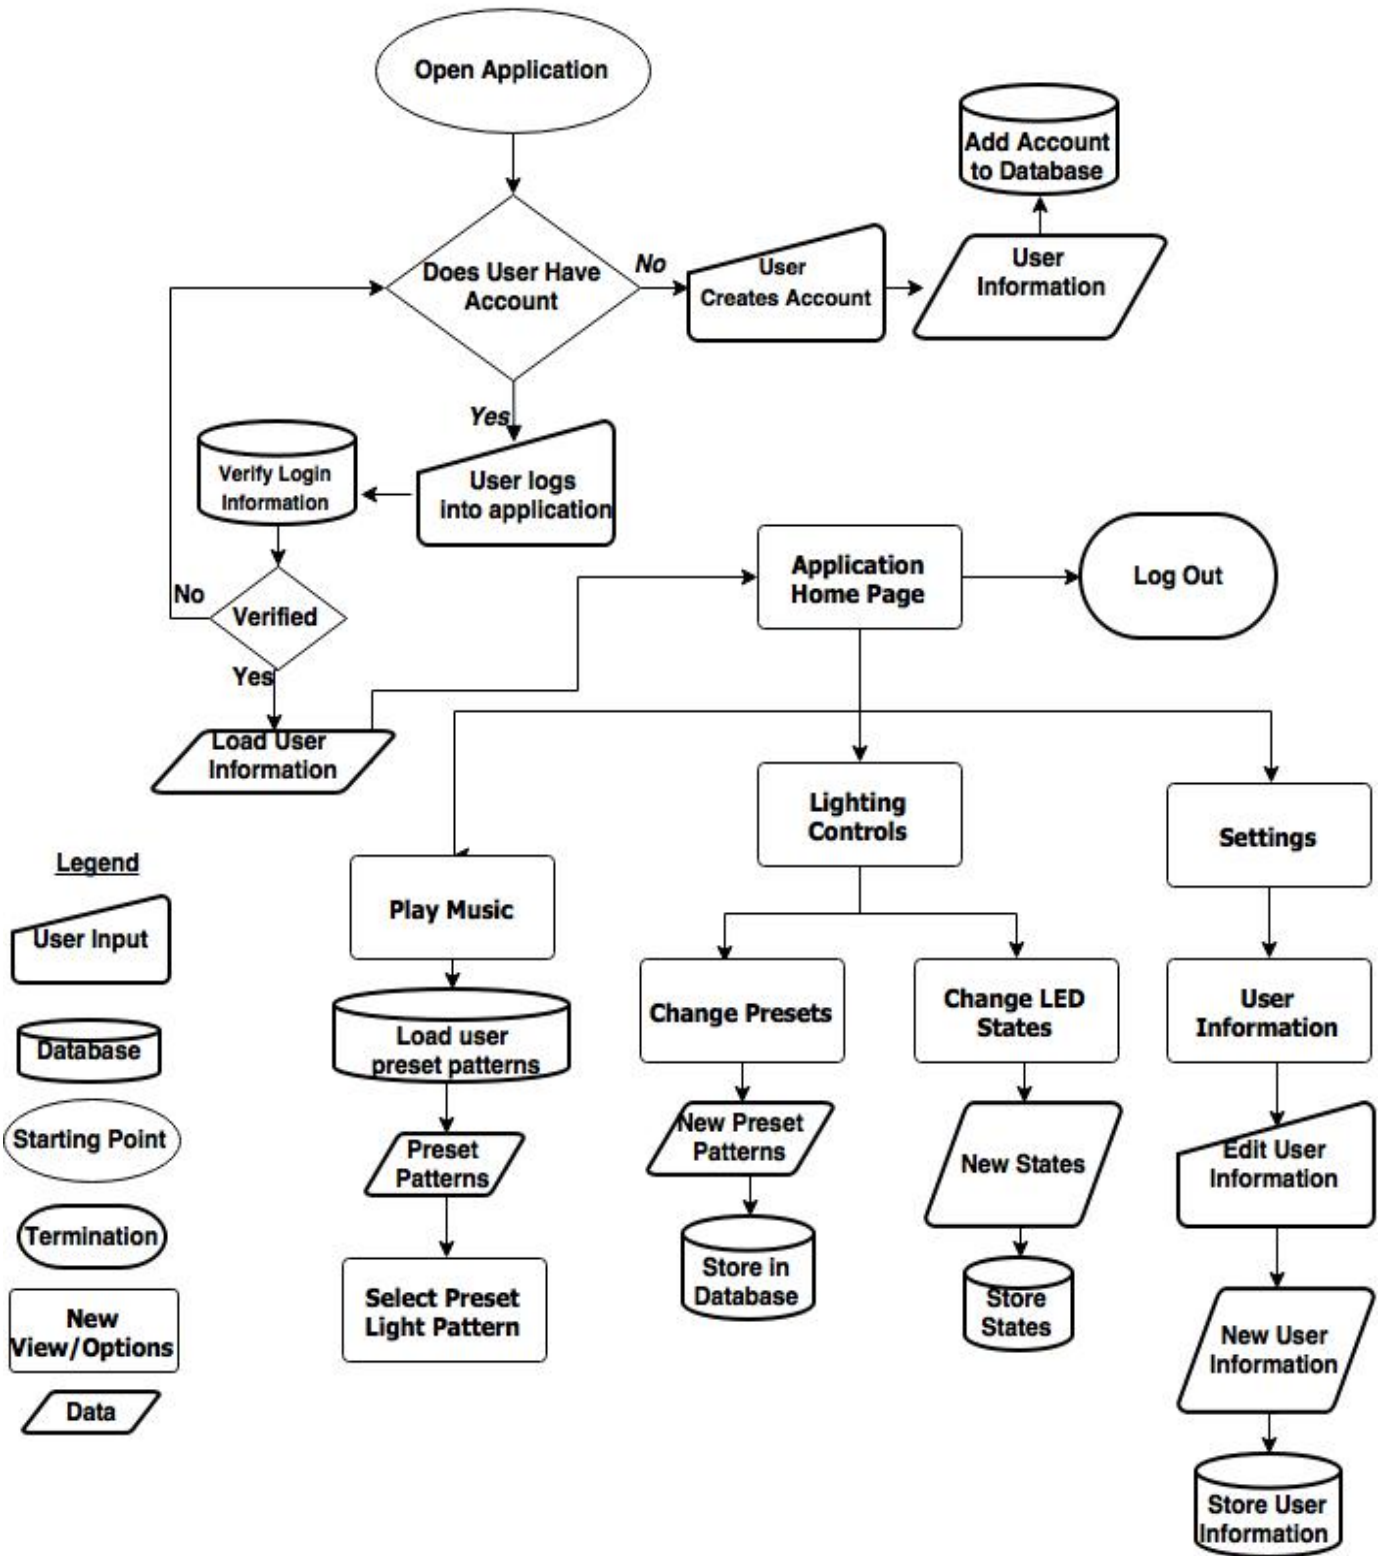 Open Application
Add Account
to Database
Does User Have
Account
No
User
Creates Account
User
Information
Yes
Verify Login
Information
User logs
into application
Application
Home Page
Log Out
No
Verified
Yes
Load User
Information
Lighting
Controls
Settings
Legend
User Input
Play Music
Change Presets
Change LED
States
User
Information
Database
Load user
preset patterns
Starting Point
Preset
Patterns
New Preset
Patterns
New States
Edit User
Information
Termination
Store in
Database
Store
States
New
View/Options
Select Preset
Light Pattern
New User
Information
Data
Store User
Information